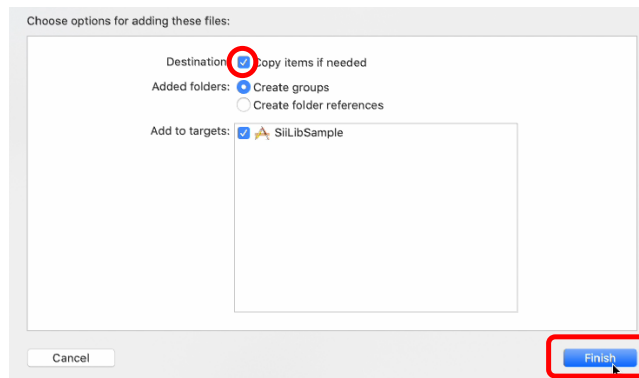 Choose options for adding these files:
Destination: Copy items if needed
Added folders: Create groups
Create folder references
Add to targets: SiiLibSample
Cancel Finish